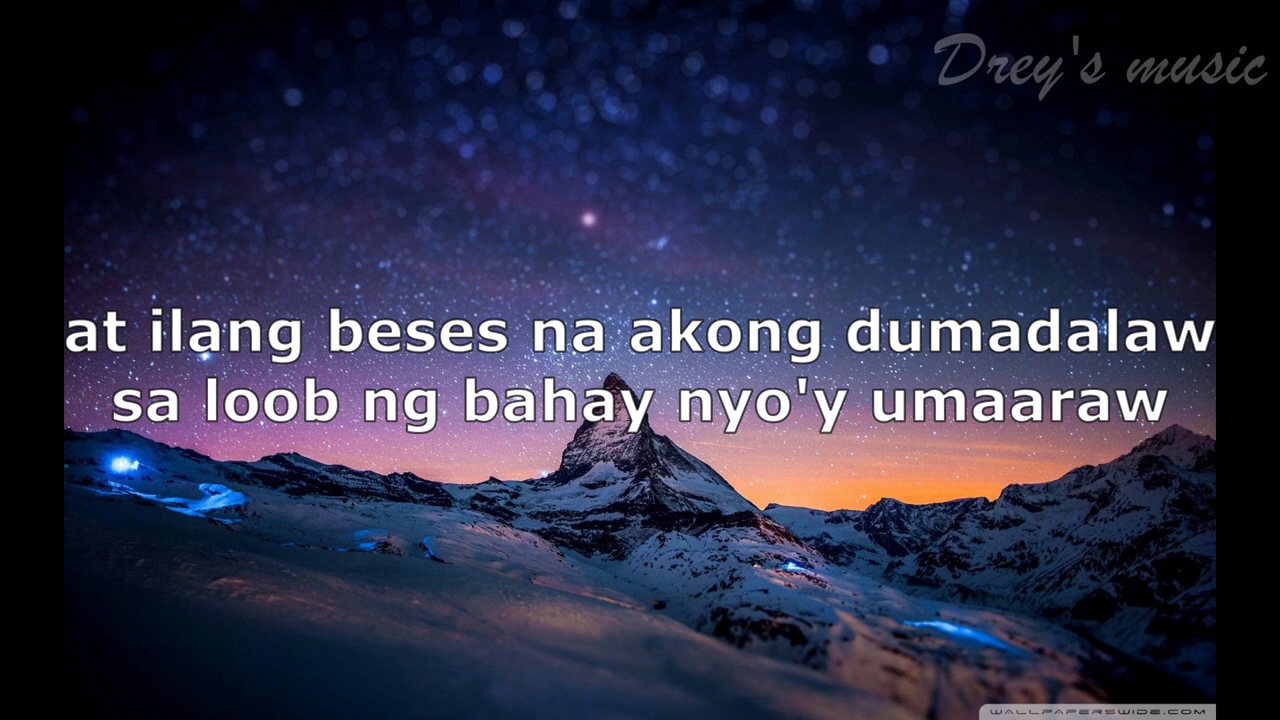 Drey's music
at ilang beses na akong dumadalaw
sa loob ng bahay nyo'y umaaraw
WALLPAPERSWIDE.COM